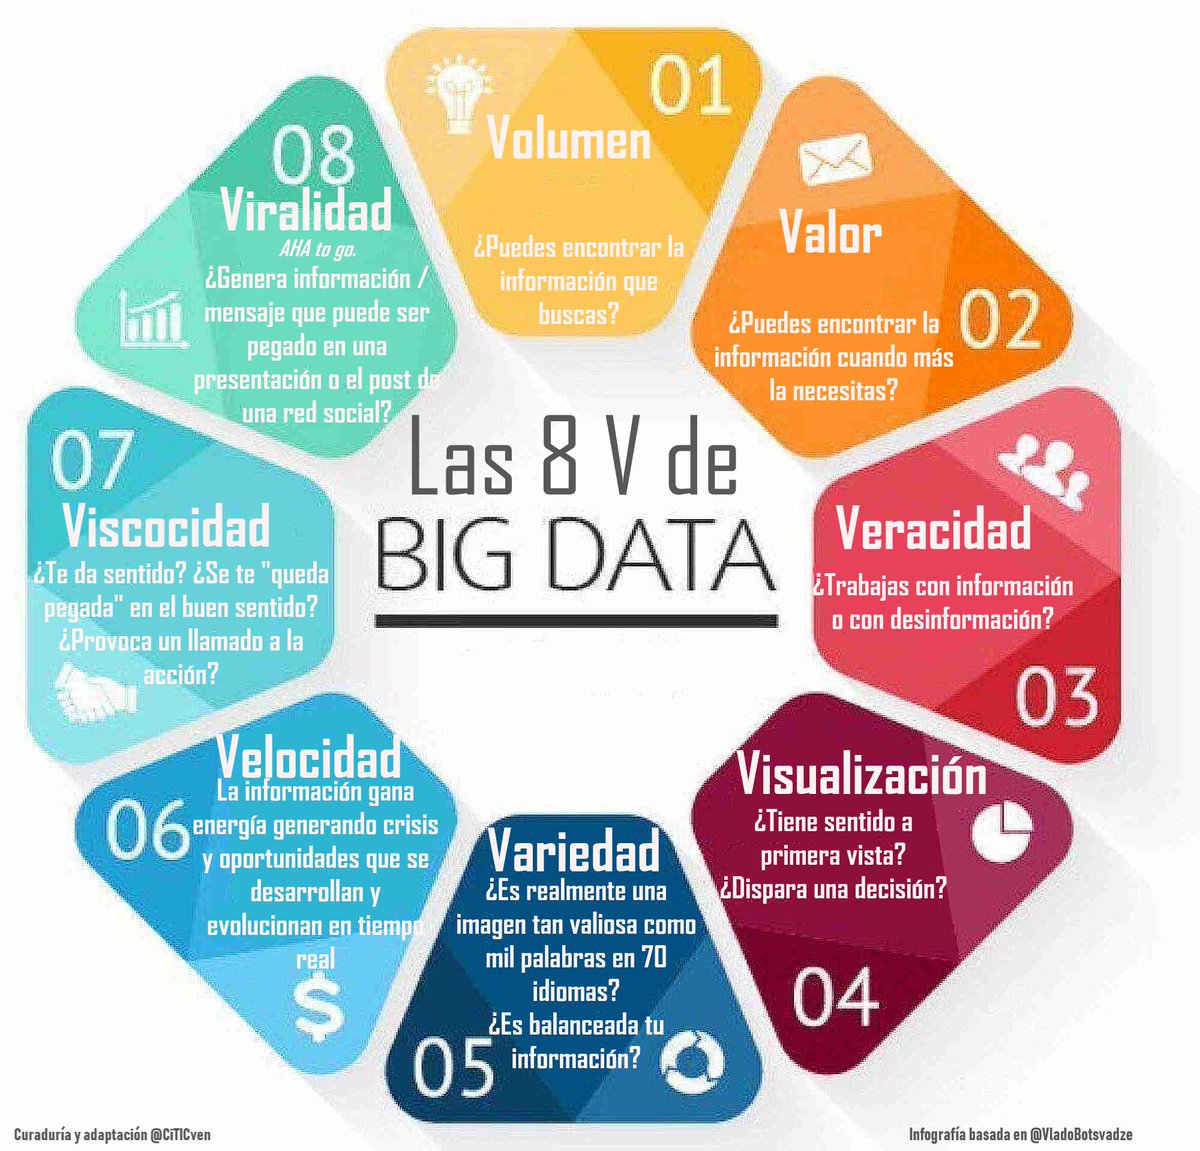 Las 8 V de
BIG DATA
01
Volumen
¿Puedes encontrar la
información que
buscas?
Valor
02
¿Puedes encontrar la
información cuando más
la necesitas?
Veracidad
¿Trabajas con información
o con desinformación?
03
Visualización
¿Tiene sentido a
primera vista?
¿Dispara una decisión?
04
Variedad
¿Es realmente una
imagen tan valiosa como
mil palabras en 70
idiomas?
¿Es balanceada tu
información?
05
Velocidad
06
La información gana
energía generando crisis
y oportunidades que se
desarrollan y
evolucionan en tiempo
real
$
07
Viscocidad
¿Te da sentido? ¿Se te "queda
pegada" en el buen sentido?
¿Provoca un llamado a la
acción?
08
Viralidad
AHA to go.
¿Genera información /
mensaje que puede ser
pegado en una
presentación o el post de
una red social?
Curaduría y adaptación @CiTICven
Infografía basada en @VladoBotsvadze